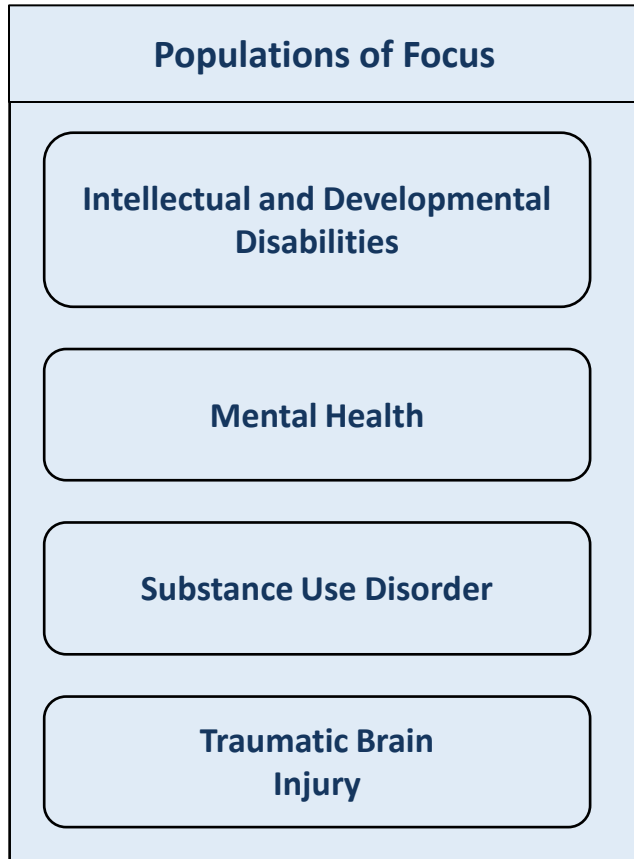 Populations of Focus
Intellectual and Developmental
Disabilities
Mental Health
Substance Use Disorder
Traumatic Brain
Injury